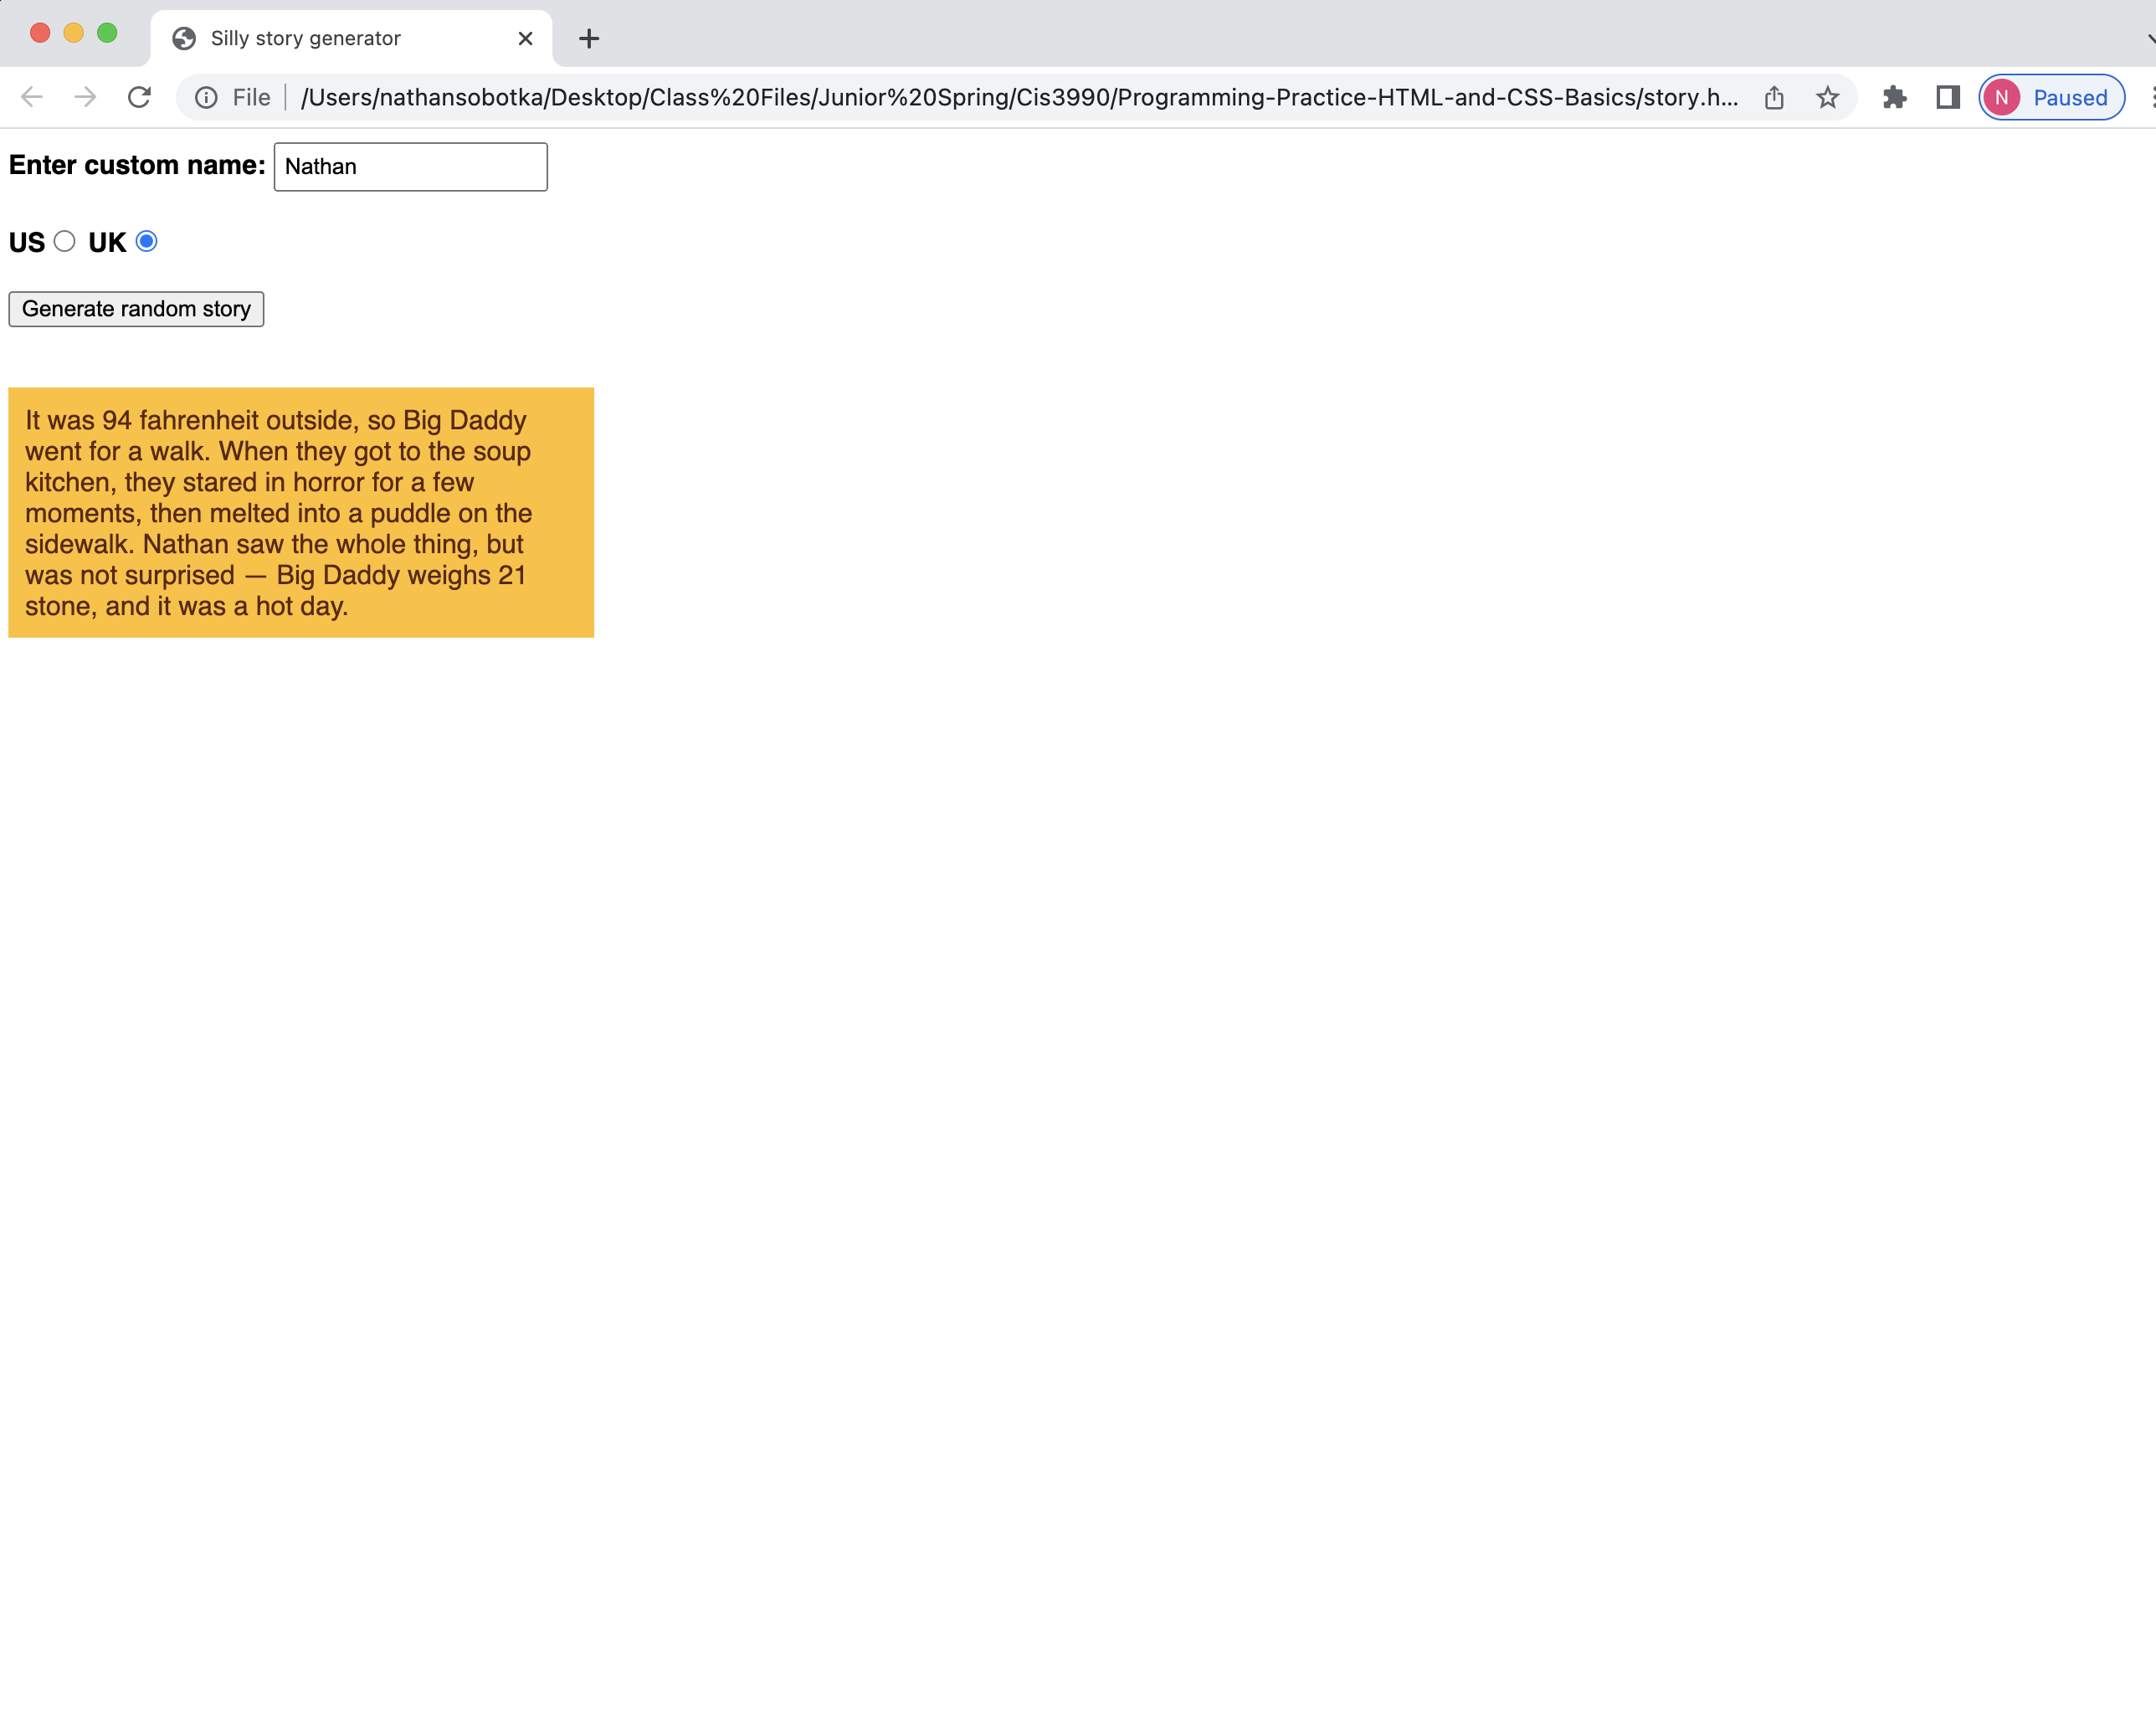 Silly story generator
File /Users/nathansobotka/Desktop/Class%20Files/Junior%20Spring/Cis3990/Programming-Practice-HTML-and-CSS-Basics/story.h...
N Paused
Enter custom name: Nathan
US UK
Generate random story
It was 94 fahrenheit outside, so Big Daddy
went for a walk. When they got to the soup
kitchen, they stared in horror for a few
moments, then melted into a puddle on the
sidewalk. Nathan saw the whole thing, but
was not surprised — Big Daddy weighs 21
stone, and it was a hot day.